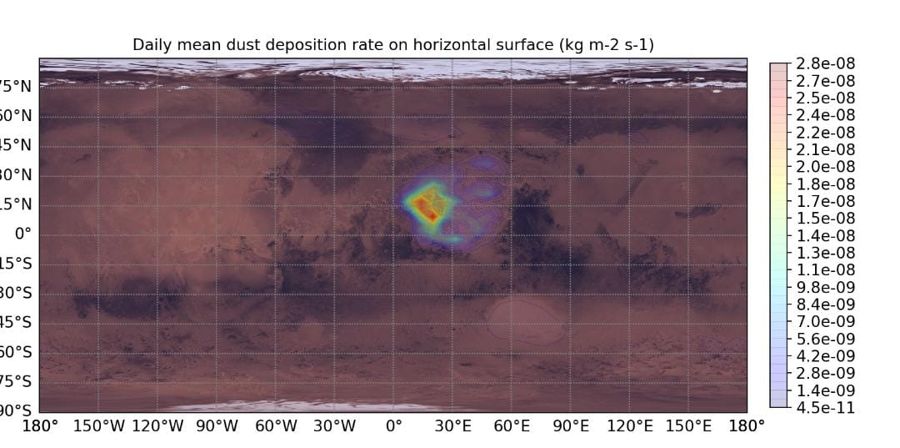 Daily mean dust deposition rate on horizontal surface (kg m-2 s-1)
75°N
60°N
45°N
30°N
15°N
0°
15°S
30°S
45°S
60°S
75°S
90°S
180° 150°W 120°W 90°W 60°W 30°W 0° 30°E 60°E 90°E 120°E 150°E 180°
2.8e-08
2.7e-08
2.5e-08
2.4e-08
2.2e-08
2.1e-08
2.0e-08
1.8e-08
1.7e-08
1.5e-08
1.4e-08
1.3e-08
1.1e-08
9.8e-09
8.4e-09
7.0e-09
5.6e-09
4.2e-09
2.8e-09
1.4e-09
4.5e-11